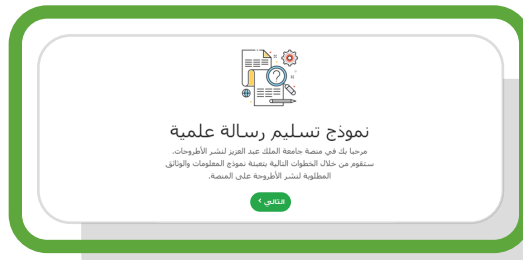 نموذج تسليم رسالة علمية
مرحبا بك في منصة جامعة الملك عبد العزيز لنشر الأطروحات.
ستقوم من خلال الخطوات التالية بتعبئة نموذج المعلومات والوثائق
المطلوبة لنشر الأطروحة على المنصة.
التالي